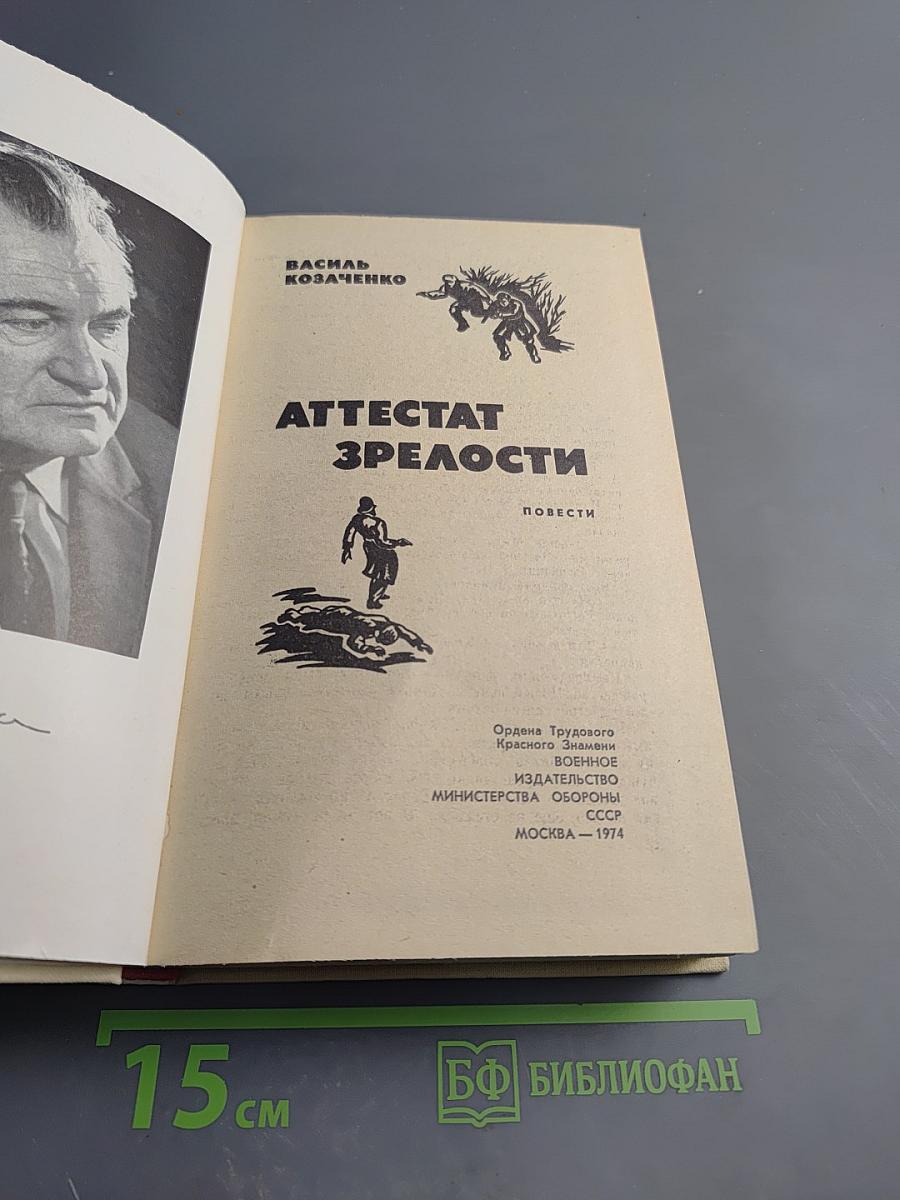 ВАСИЛЬ
КОЗАЧЕНКО
АТТЕСТАТ
ЗРЕЛОСТИ
ПОВЕСТИ
Ордена Трудового
Красного Знамени
ВОЕННОЕ
ИЗДАТЕЛЬСТВО
МИНИСТЕРСТВА ОБОРОНЫ
СССР
МОСКВА — 1974
15 СМ
БФ БИБЛИОФАН